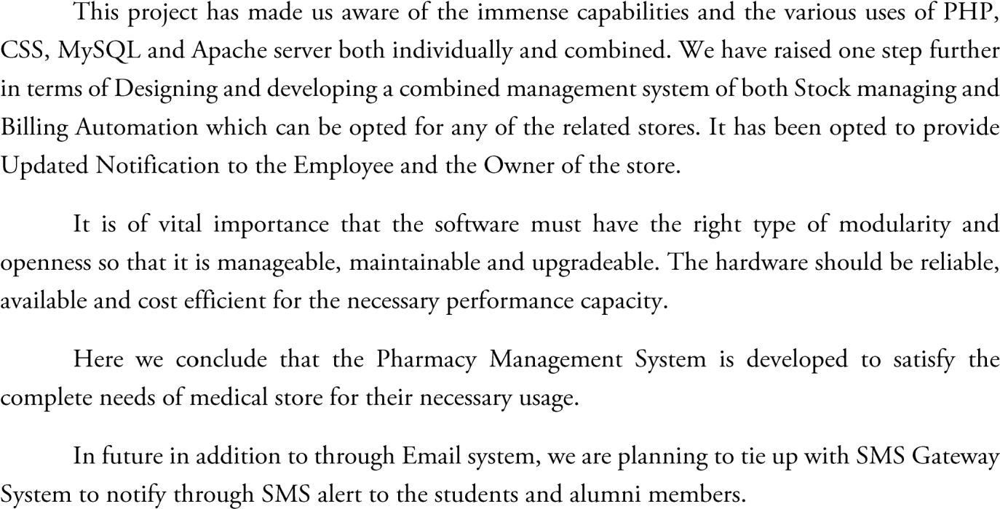 This project has made us aware of the immense capabilities and the various uses of PHP,
CSS, MySQL and Apache server both individually and combined. We have raised one step further
in terms of Designing and developing a combined management system of both Stock managing and
Billing Automation which can be opted for any of the related stores. It has been opted to provide
Updated Notification to the Employee and the Owner of the store.
It is of vital importance that the software must have the right type of modularity and
openness so that it is manageable, maintainable and upgradeable. The hardware should be reliable,
available and cost efficient for the necessary performance capacity.
Here we conclude that the Pharmacy Management System is developed to satisfy the
complete needs of medical store for their necessary usage.
In future in addition to through Email system, we are planning to tie up with SMS Gateway
System to notify through SMS alert to the students and alumni members.